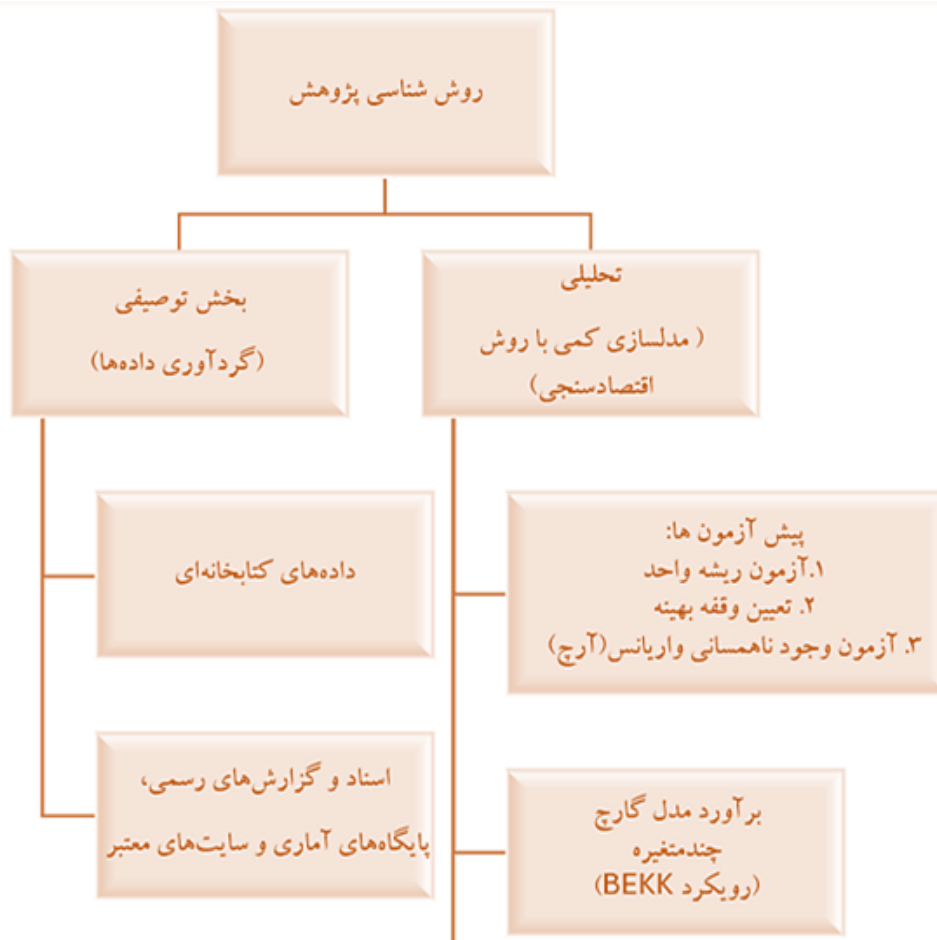 روش شناسی پژوهش
تحلیلی
( مدلسازی کمی با روش
اقتصادسنجی)
بخش توصیفی
(گردآوری داده‌ها)
پیش آزمون ها:
۱.آزمون ریشه واحد
۲. تعیین وقفه بهینه
۳. آزمون وجود ناهمسانی واریانس(آرچ)
داده‌های کتابخانه‌ای
برآورد مدل گارچ
چندمتغیره
(رویکرد BEKK)
اسناد و گزارش‌های رسمی،
پایگاه‌های آماری و سایت‌های معتبر